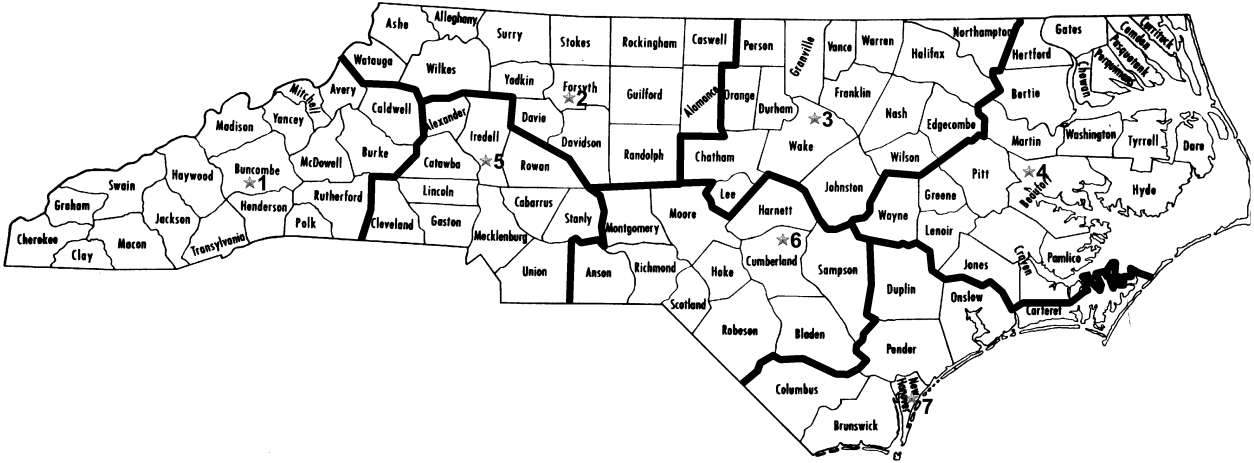 Ashe
Alleghany
Surry
Stokes
Rockingham
Caswell
Person
Granville
Vance
Warren
Northampton
Hertford
Gates
Camden
Currituck
Pasquotank
Perquimans
Chowan
Watauga
Wilkes
Yadkin
Forsyth
2
Guilford
Alamance
Orange
Durham
Franklin
Halifax
Bertie
Mitchell
Avery
Caldwell
Alexander
Iredell
Davie
Davidson
Randolph
Chatham
Wake
3
Nash
Edgecombe
Martin
Washington
Tyrrell
Dare
Madison
Yancey
McDowell
Burke
Catawba
5
Rowan
Wilson
Johnston
Pitt
4
Beaufort
Hyde
Swain
Haywood
Buncombe
1
Rutherford
Henderson
Polk
Lincoln
Gaston
Cleveland
Cabarrus
Stanly
Montgomery
Moore
Lee
Harnett
Wayne
Greene
Lenoir
Graham
Jackson
Transylvania
Cherokee
Clay
Macon
Mecklenburg
Union
Anson
Richmond
Hoke
Scotland
6
Cumberland
Sampson
Duplin
Jones
Craven
Pamlico
Onslow
Carteret
Robeson
Bladen
Pender
Columbus
Brunswick
New
Hanover
7